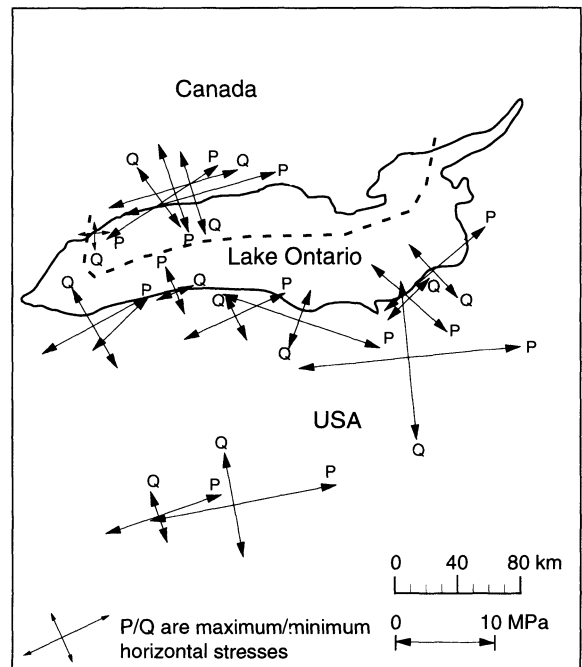 Canada
Q P Q P
P Q
Q
P P
Q
P Lake Ontario
Q P Q Q P Q Q
P
P P
Q
USA
Q Q
P
Q P
0 40 80 km
0 10 MPa
P/Q are maximum/minimum
horizontal stresses